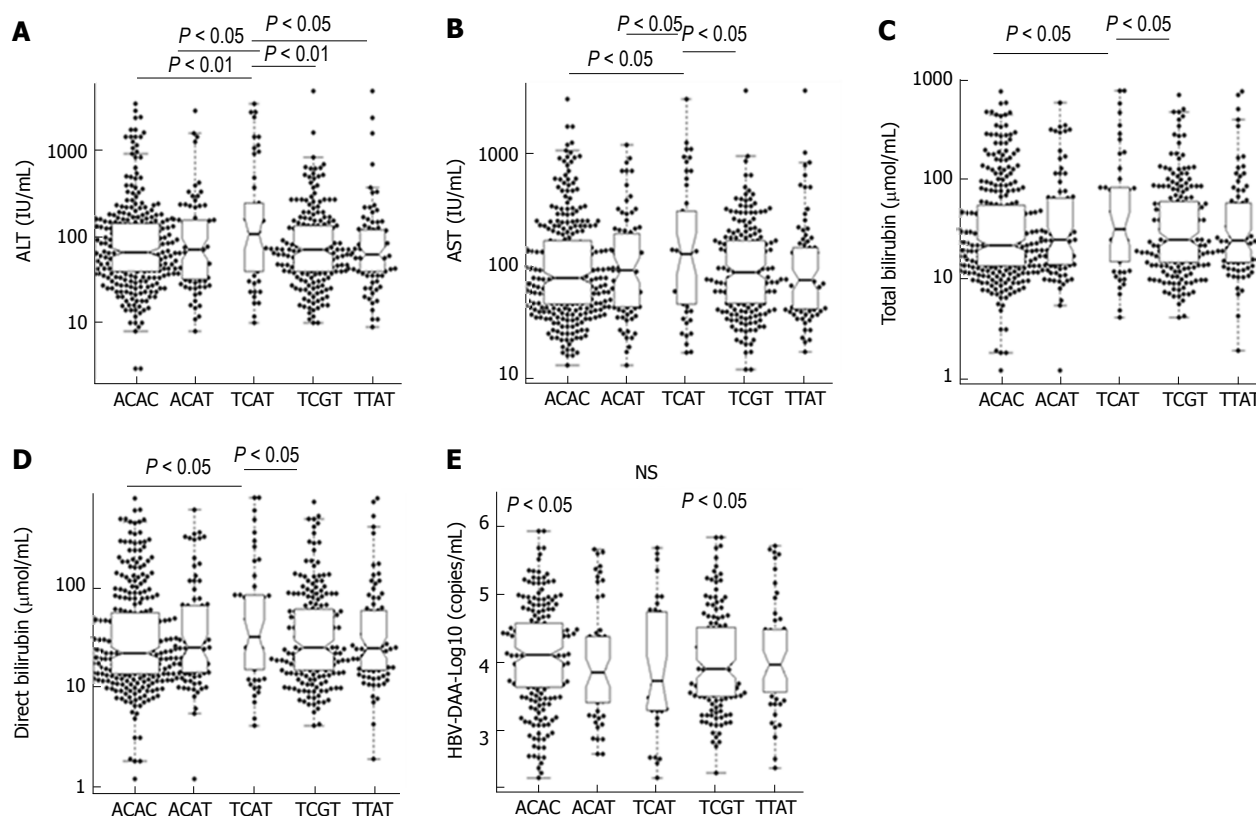 A
P < 0.05
P < 0.05
P < 0.01
P < 0.01
ALT (IU/mL)
1000
100
10
ACAC ACAT TCAT TCGT TTAT
B
P < 0.05
P < 0.05
P < 0.05
AST (IU/mL)
1000
100
10
ACAC ACAT TCAT TCGT TTAT
C
P < 0.05
P < 0.05
Total bilirubin (μmol/mL)
1000
100
10
1
ACAC ACAT TCAT TCGT TTAT
D
P < 0.05
P < 0.05
Direct bilirubin (μmol/mL)
100
10
1
ACAC ACAT TCAT TCGT TTAT
E
NS
P < 0.05
P < 0.05
HBV-DAA-Log10 (copies/mL)
6
5
4
3
2
ACAC ACAT TCAT TCGT TTAT